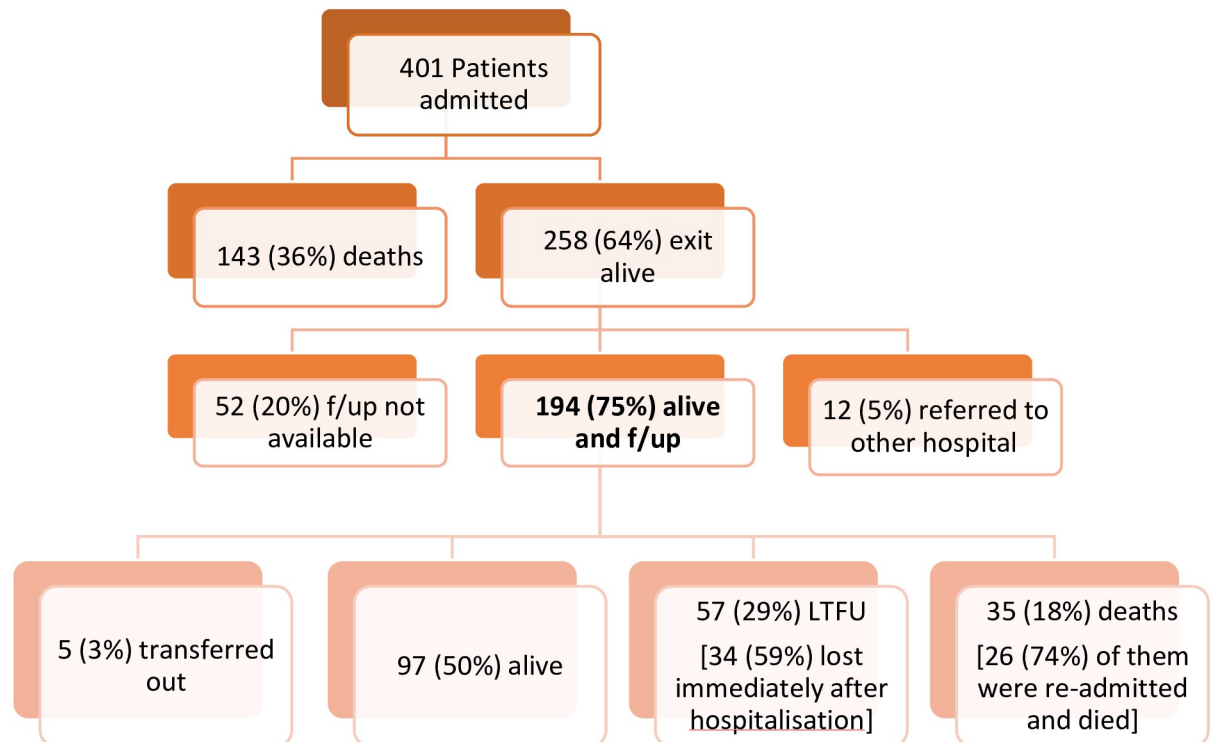 401 Patients
admitted
143 (36%) deaths
258 (64%) exit
alive
52 (20%) f/up not
available
194 (75%) alive
and f/up
12 (5%) referred to
other hospital
5 (3%) transferred
out
97 (50%) alive
57 (29%) LTFU
[34 (59%) lost
immediately after
hospitalisation]
35 (18%) deaths
[26 (74%) of them
were re-admitted
and died]